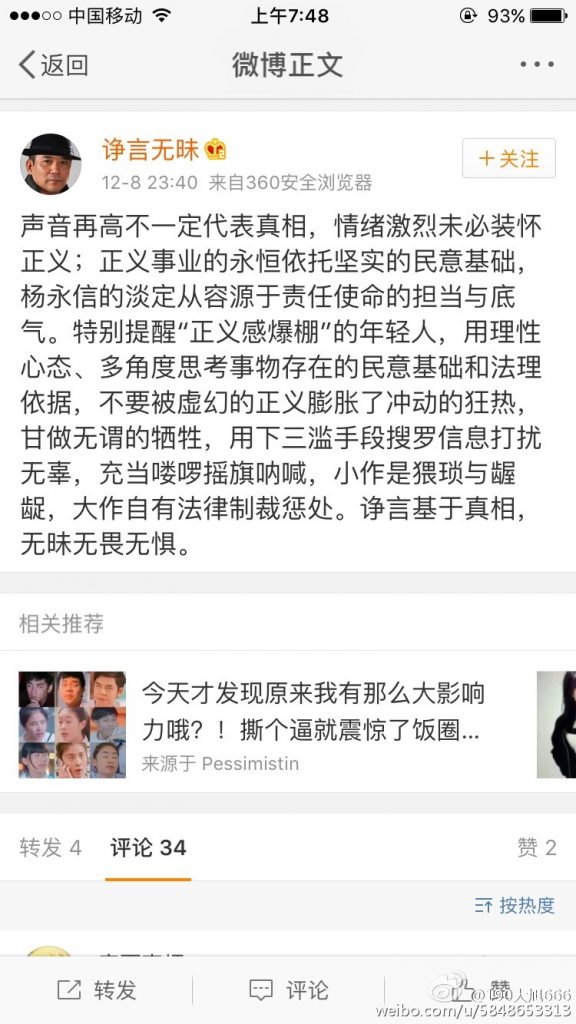 中国移动 上午7:48 93%
返回 微博正文
诤言无昧
12-8 23:40 来自360安全浏览器
+关注
声音再高不一定代表真相，情绪激烈未必装怀
正义；正义事业的永恒依托坚实的民意基础，
杨永信的淡定从容源于责任使命的担当与底
气。特别提醒“正义感爆棚”的年轻人，用理性
心态、多角度思考事物存在的民意基础和法理
依据，不要被虚幻的正义膨胀了冲动的狂热，
甘做无谓的牺牲，用下三滥手段搜罗信息打扰
无辜，充当喽啰摇旗呐喊，小作是猥琐与龌
龊，大作自有法律制裁惩处。诤言基于真相，
无昧无畏无惧。
相关推荐
今天才发现原来我有那么大影响
力哦？！撕个逼就震惊了饭圈...
来源于 Pessimistin
转发 4 评论 34 赞 2
按热度
转发 评论 赞
weibo.com/u/5848653313